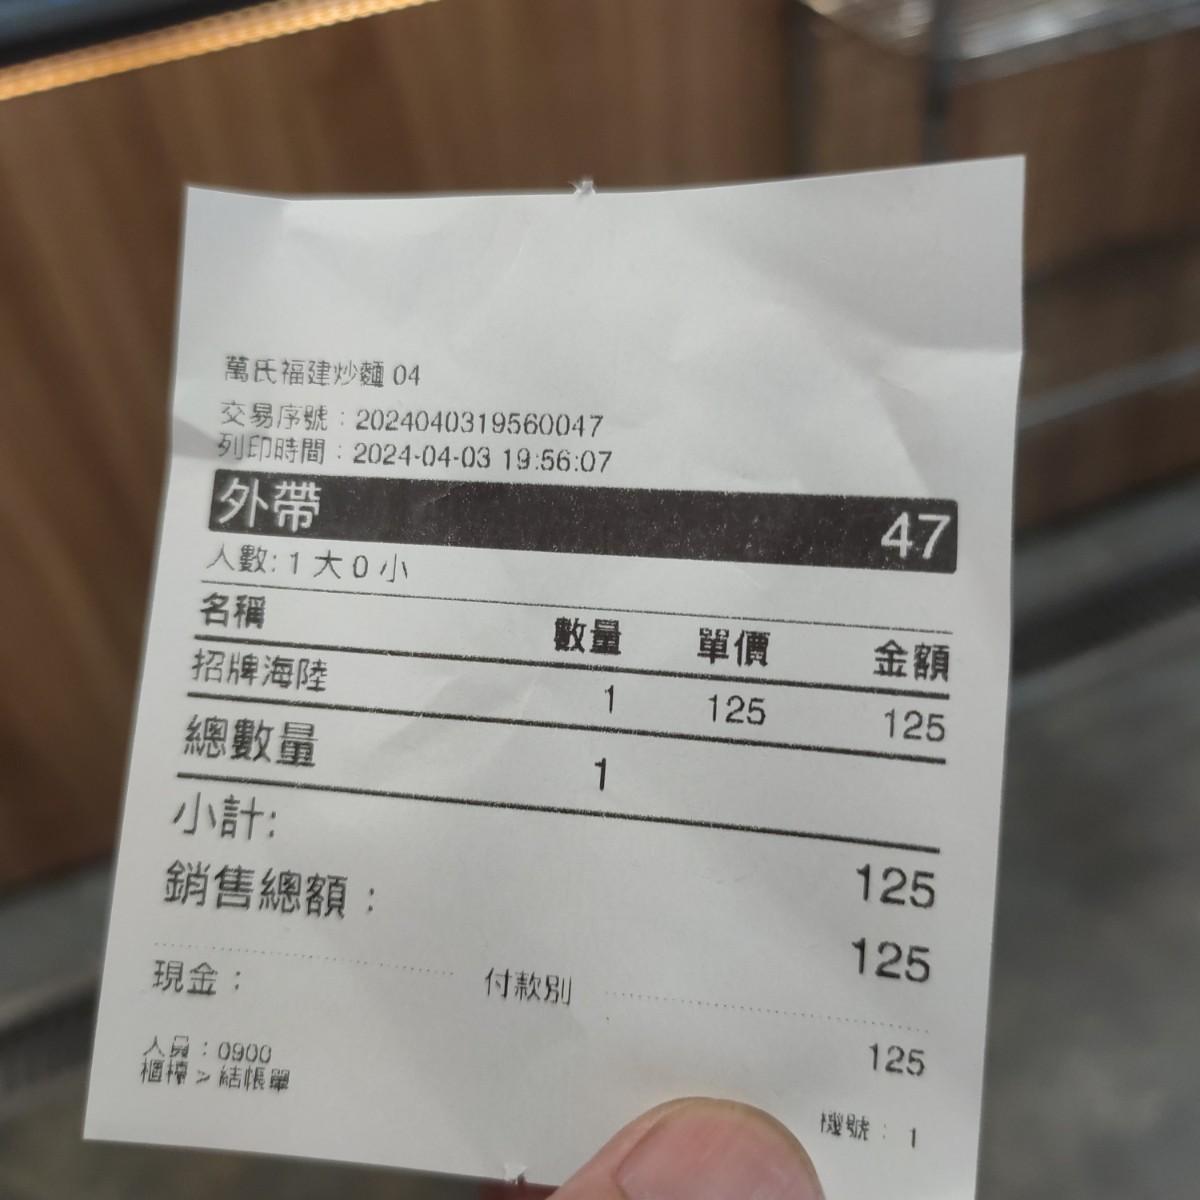 萬氏福建炒麵 04
交易序號：2024040319560047
列印時間：2024-04-03 19:56:07
外帶 47
人數: 1 大 0 小
名稱 數量 單價 金額
招牌海陸 1 125 125
總數量 1
小計: 125
銷售總額： 125
付款別
現金： 125
人員：0900
櫃檯 > 結帳單
機號： 1